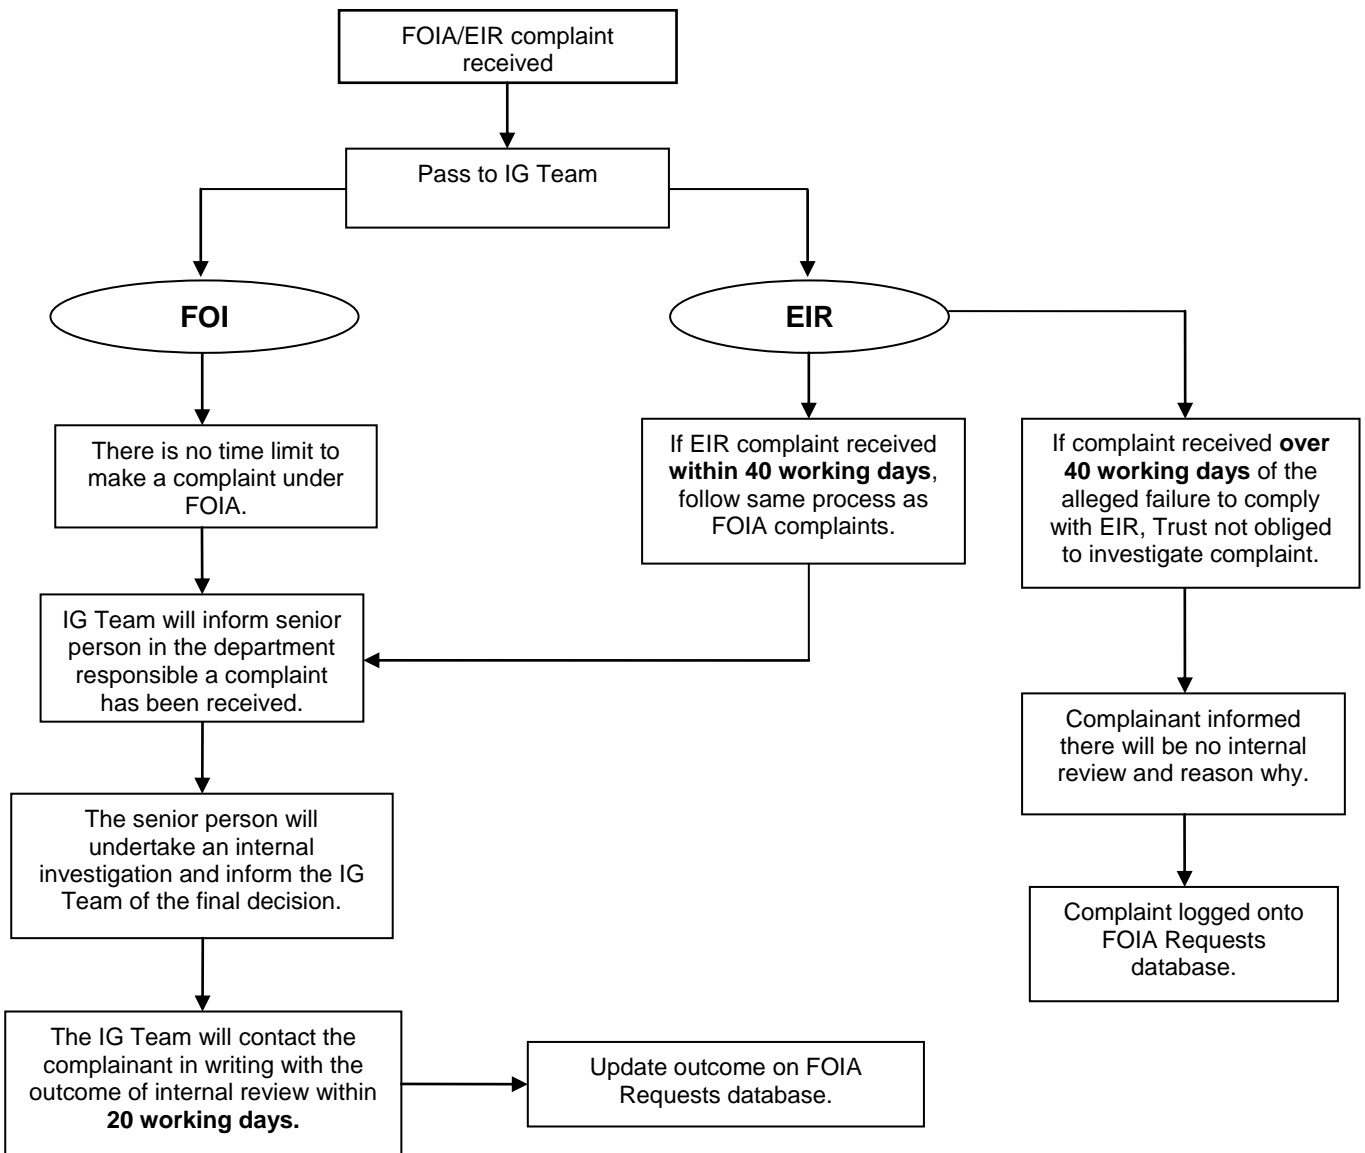 FOIA/EIR complaint
received
Pass to IG Team
FOI
EIR
There is no time limit to
make a complaint under
FOIA.
If EIR complaint received
within 40 working days,
follow same process as
FOIA complaints.
If complaint received over
40 working days of the
alleged failure to comply
with EIR, Trust not obliged
to investigate complaint.
IG Team will inform senior
person in the department
responsible a complaint
has been received.
Complainant informed
there will be no internal
review and reason why.
The senior person will
undertake an internal
investigation and inform the IG
Team of the final decision.
Complaint logged onto
FOIA Requests
database.
The IG Team will contact the
complainant in writing with the
outcome of internal review within
20 working days.
Update outcome on FOIA
Requests database.